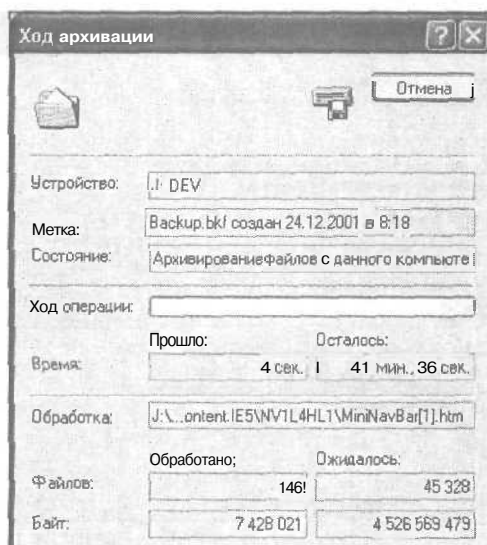 Ход архивации
Отмена
Устройство: J: DEV
Метка: Backup.bkf создан 24.12.2001 в 8:18
Состояние: Архивирование файлов с данного компьюте
Ход операции:
Прошло: Осталось:
Время: 4 сек. 41 мин., 36 сек.
Обработка: J:\...ontent.IE5\NV1L4HL1\MiniNavBar[1].htm
Обработано; Ожидалось:
Файлов: 146! 45 328
Байт: 7 428 021 4 526 569 479